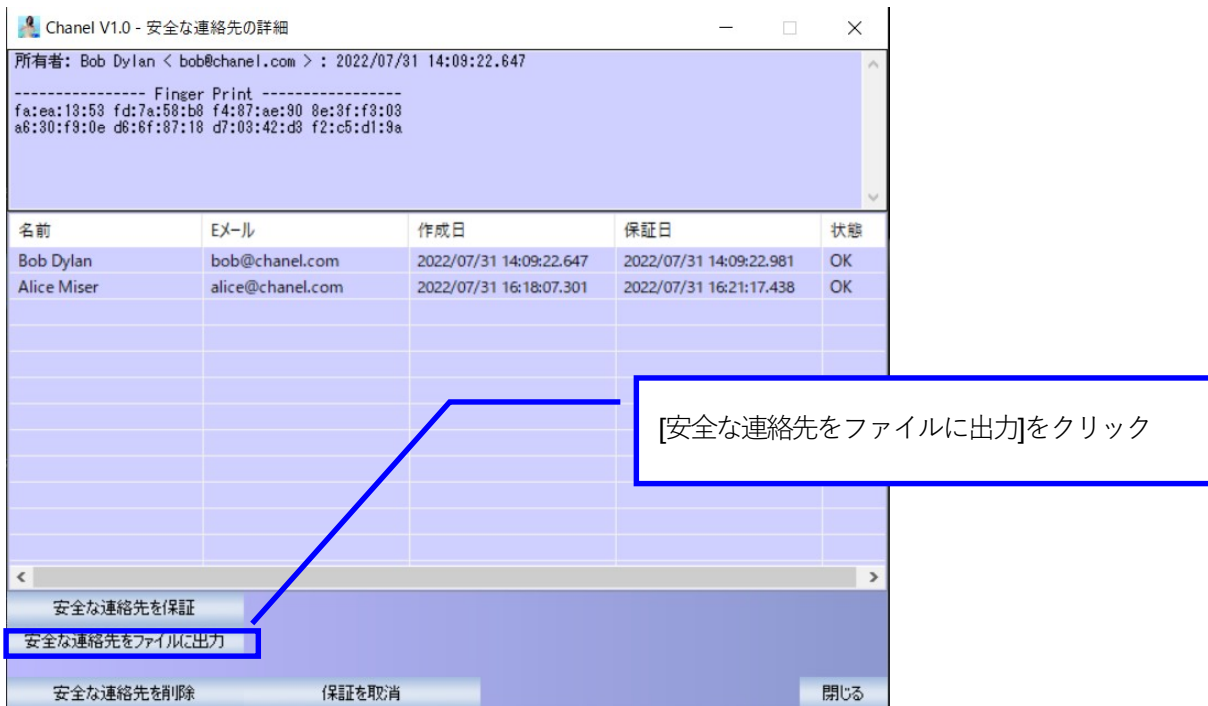 Chanel V1.0 - 安全な連絡先の詳細
所有者: Bob Dylan < bob@chanel.com > : 2022/07/31 14:09:22.647
---------------- Finger Print -----------------
fa:ea:13:53 fd:7a:58:b8 f4:87:ae:90 8e:3f:f3:03
a6:30:f9:0e d6:6f:87:18 d7:03:42:d3 f2:c5:d1:9a
名前 Eメール 作成日 保証日 状態
Bob Dylan bob@chanel.com 2022/07/31 14:09:22.647 2022/07/31 14:09:22.981 OK
Alice Miser alice@chanel.com 2022/07/31 16:18:07.301 2022/07/31 16:21:17.438 OK
[安全な連絡先をファイルに出力]をクリック
安全な連絡先を保証
安全な連絡先をファイルに出力
安全な連絡先を削除 保証を取消 閉じる